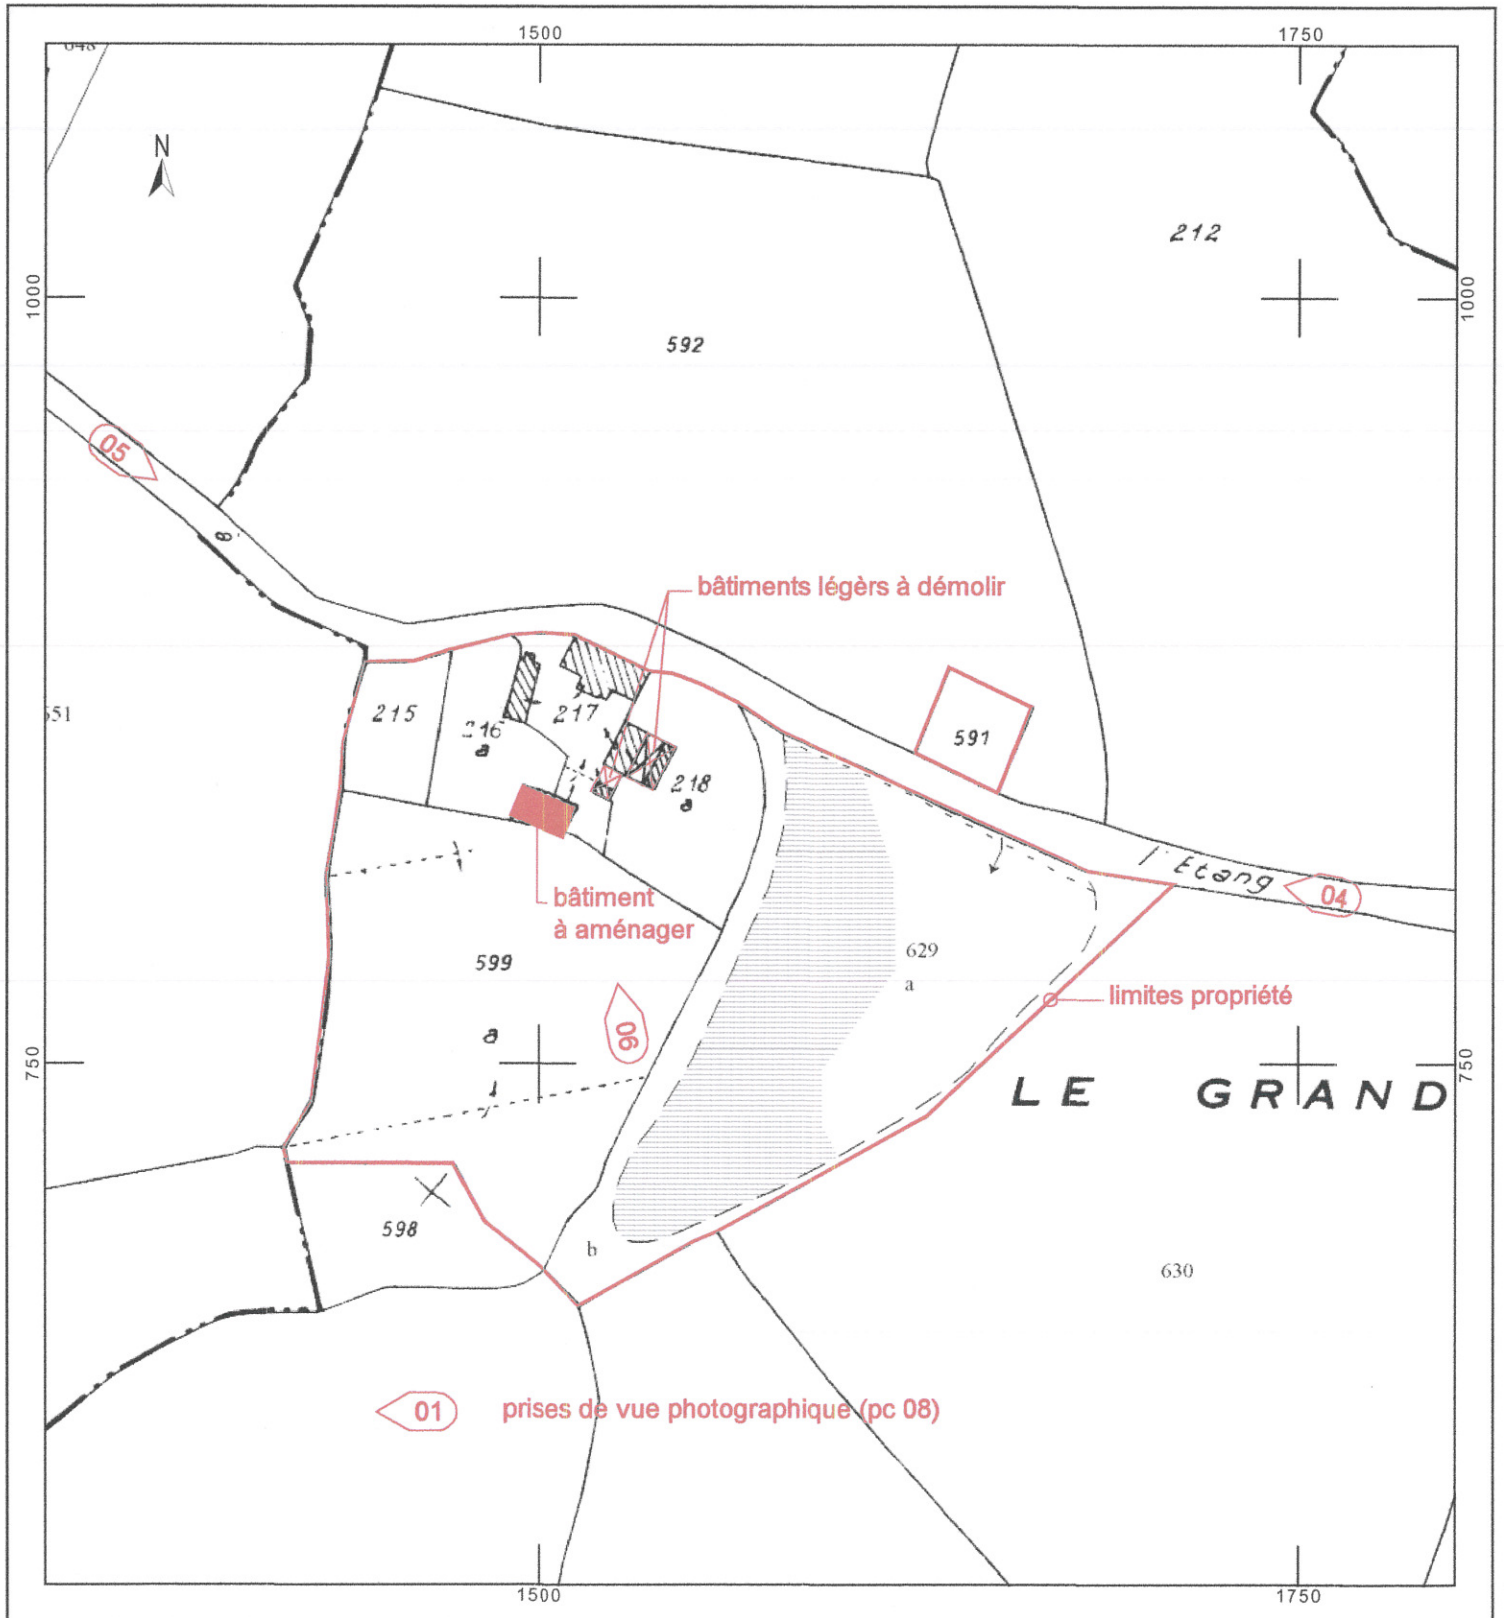 1500
1750
648
N
212
1000
1000
592
05
8
bâtiments légèrs à démolir
551
215
216
a
217
218
a
591
l'Etang
04
bâtiment
à aménager
599
629
a
limites propriété
a
06
750
750
LE GRAND
598
b
630
01
prises de vue photographique (pc 08)
1500
1750